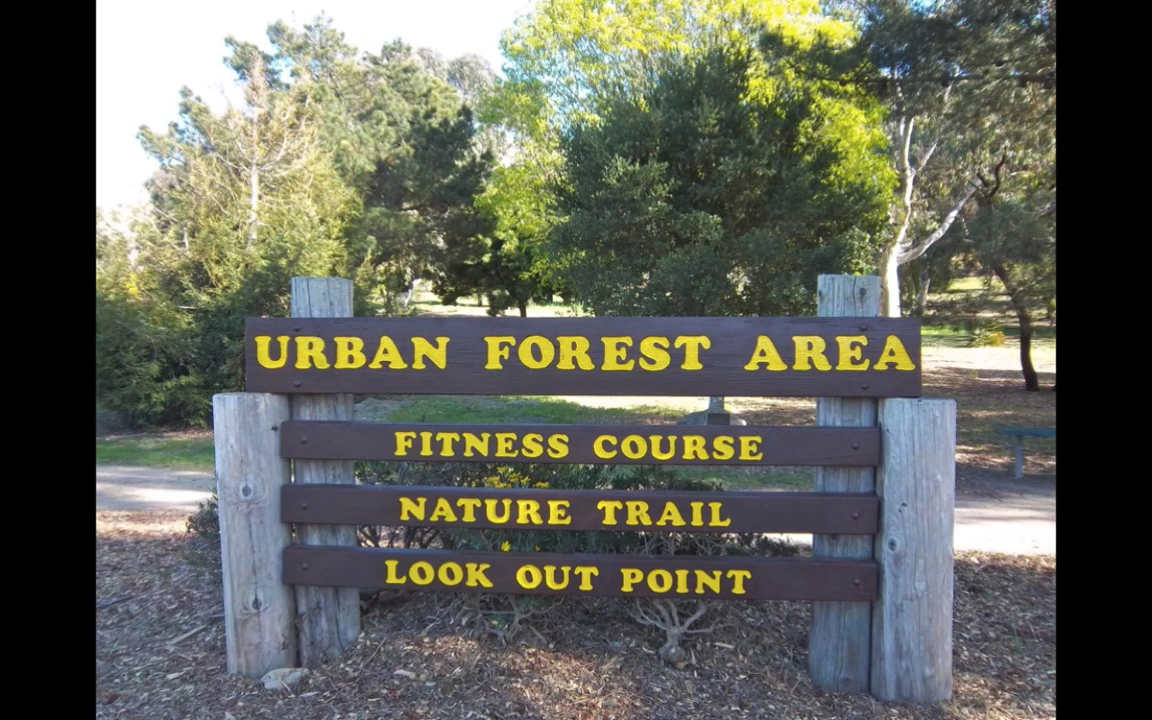 URBAN FOREST AREA
FITNESS COURSE
NATURE TRAIL
LOOK OUT POINT